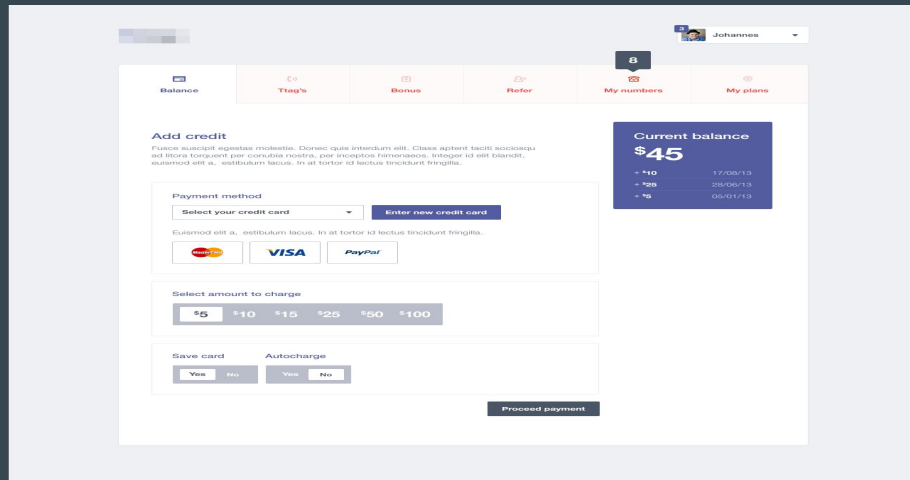 3
Johannes
8
Balance
Ttag's
Bonus
Refer
My numbers
My plans
Add credit
Fusce suscipit egestas molestie. Donec quis interdum elit. Class aptent taciti sociosqu
ad litora torquent per conubia nostra, per inceptos himenaeos. Integer id elit blandit,
euismod elit a, estibulum lacus. In at tortor id lectus tincidunt fringilla.
Current balance
$45
+ $10 17/08/13
+ $25 28/06/13
+ $5 05/01/13
Payment method
Select your credit card
Enter new credit card
Euismod elit a, estibulum lacus. In at tortor id lectus tincidunt fringilla.
MasterCard
VISA
PayPal
Select amount to charge
$5 $10 $15 $25 $50 $100
Save card Autocharge
Yes No Yes No
Proceed payment